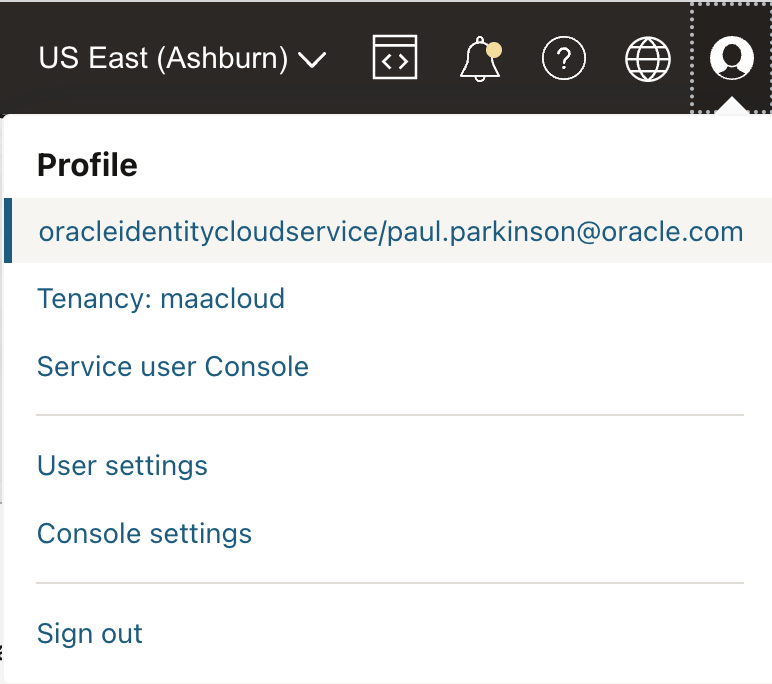 US East (Ashburn)
Profile
oracleidentitycloudservice/paul.parkinson@oracle.com
Tenancy: maacloud
Service user Console
User settings
Console settings
Sign out